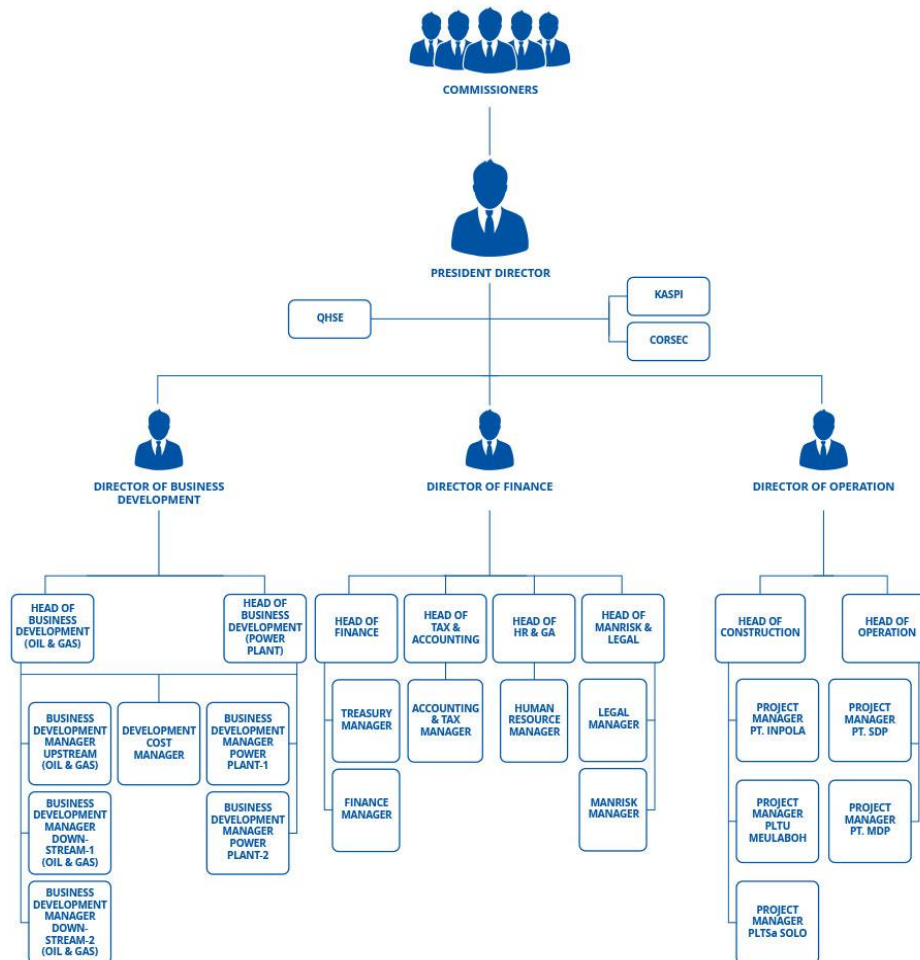 COMMISSIONERS
PRESIDENT DIRECTOR
QHSE
KASPI
CORSEC
DIRECTOR OF BUSINESS
DEVELOPMENT
DIRECTOR OF FINANCE
DIRECTOR OF OPERATION
HEAD OF
BUSINESS
DEVELOPMENT
(OIL & GAS)
HEAD OF
BUSINESS
DEVELOPMENT
(POWER
PLANT)
HEAD OF
FINANCE
HEAD OF
TAX &
ACCOUNTING
HEAD OF
HR & GA
HEAD OF
MANRISK &
LEGAL
HEAD OF
CONSTRUCTION
HEAD OF
OPERATION
BUSINESS
DEVELOPMENT
MANAGER
UPSTREAM
(OIL & GAS)
DEVELOPMENT
COST
MANAGER
BUSINESS
DEVELOPMENT
MANAGER
POWER
PLANT-1
TREASURY
MANAGER
ACCOUNTING
& TAX
MANAGER
HUMAN
RESOURCE
MANAGER
LEGAL
MANAGER
PROJECT
MANAGER
PT. INPOLA
PROJECT
MANAGER
PT. SDP
BUSINESS
DEVELOPMENT
MANAGER
DOWN-
STREAM-1
(OIL & GAS)
BUSINESS
DEVELOPMENT
MANAGER
POWER
PLANT-2
FINANCE
MANAGER
MANRISK
MANAGER
PROJECT
MANAGER
PLTU
MEULABOH
PROJECT
MANAGER
PT. MDP
BUSINESS
DEVELOPMENT
MANAGER
DOWN-
STREAM-2
(OIL & GAS)
PROJECT
MANAGER
PLTSa SOLO